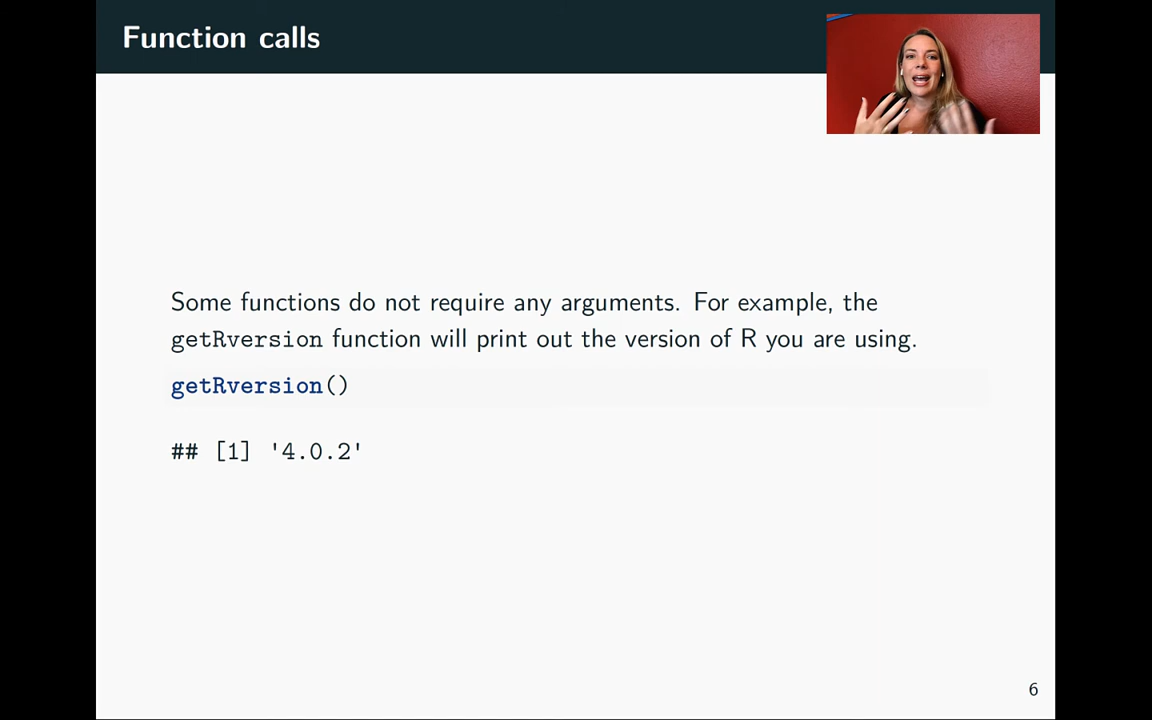 Function calls
Some functions do not require any arguments. For example, the
getRversion function will print out the version of R you are using.
getRversion()
## [1] '4.0.2'
6